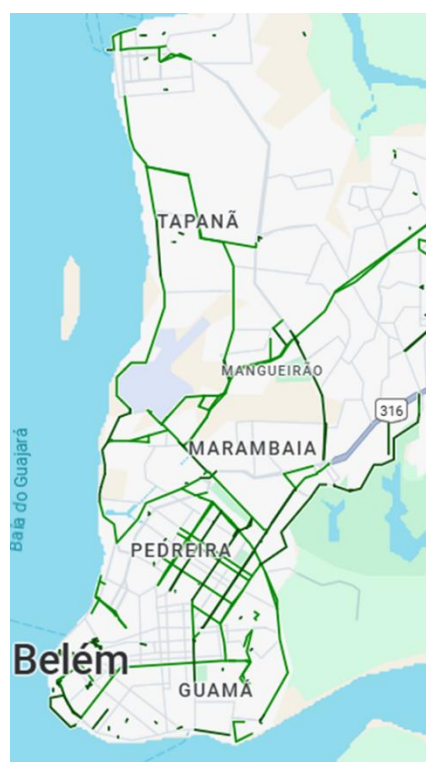 TAPANÃ
MANGUEIRÃO
316
MARAMBAIA
Baía do Guajará
PEDREIRA
Belém
GUAMÁ